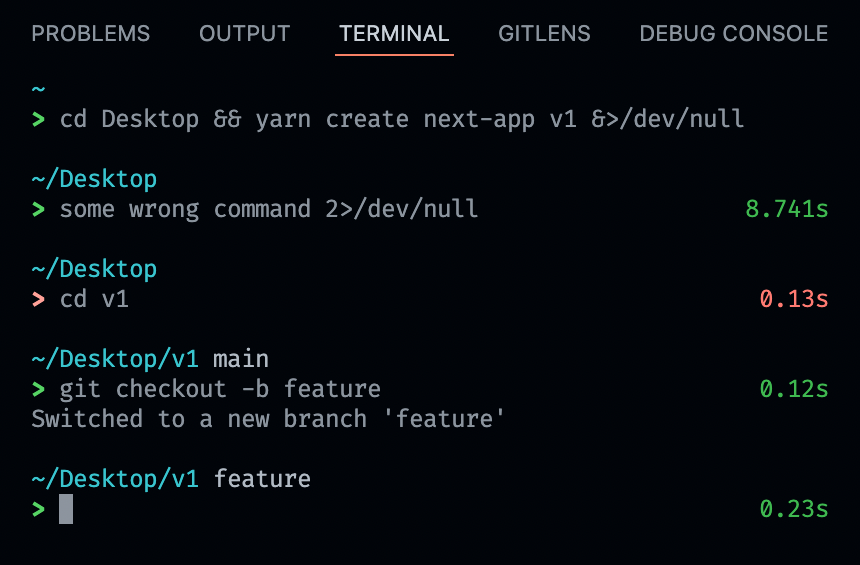 PROBLEMS OUTPUT TERMINAL GITLENS DEBUG CONSOLE
~
> cd Desktop && yarn create next-app v1 &>/dev/null
~/Desktop
> some wrong command 2>/dev/null 8.741s
~/Desktop
> cd v1 0.13s
~/Desktop/v1 main
> git checkout -b feature 0.12s
Switched to a new branch 'feature'
~/Desktop/v1 feature
> 0.23s